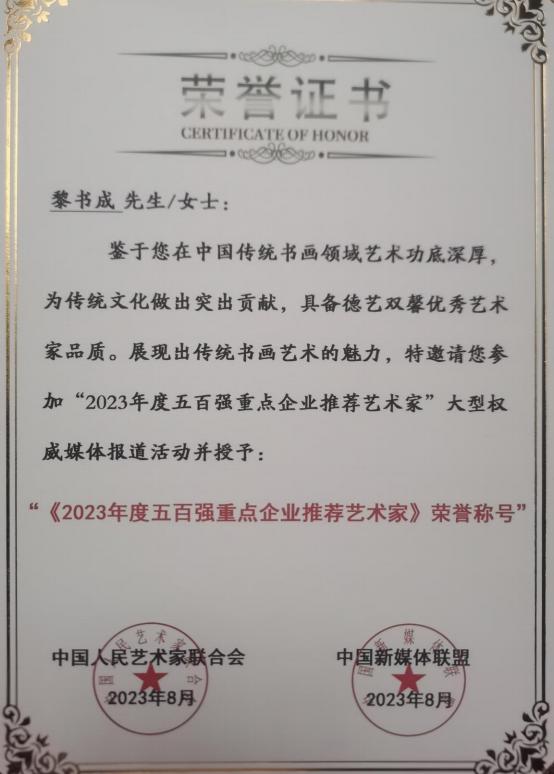 荣誉证书
CERTIFICATE OF HONOR
黎书成 先生/女士：
鉴于您在中国传统书画领域艺术功底深厚，
为传统文化做出突出贡献，具备德艺双馨优秀艺术
家品质。展现出传统书画艺术的魅力，特邀请您参
加“2023年度五百强重点企业推荐艺术家”大型权
威媒体报道活动并授予：
“《2023年度五百强重点企业推荐艺术家》荣誉称号”
中国人民艺术家联合会
2023年8月
中国新媒体联盟
2023年8月